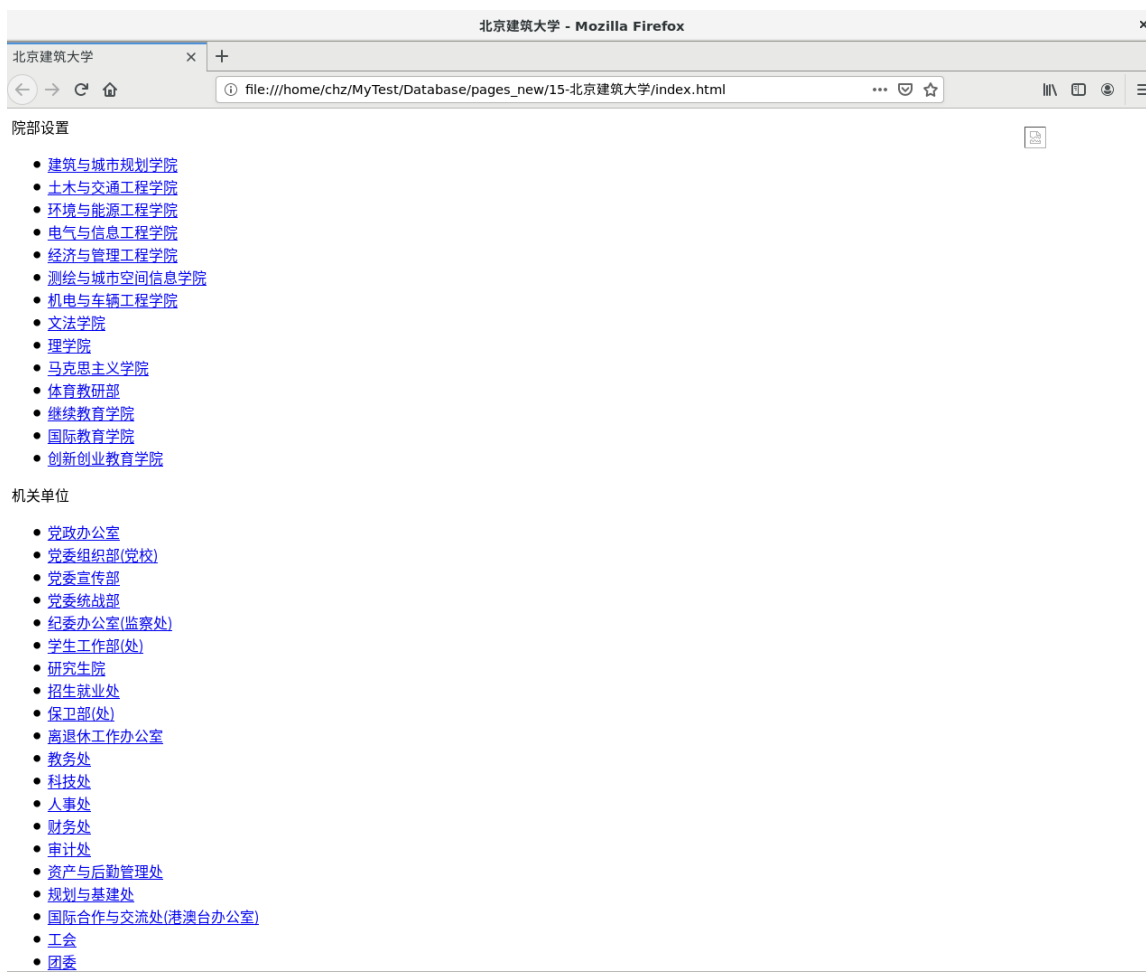 北京建筑大学 - Mozilla Firefox
北京建筑大学
file:///home/chz/MyTest/Database/pages_new/15-北京建筑大学/index.html
院部设置
建筑与城市规划学院
土木与交通工程学院
环境与能源工程学院
电气与信息工程学院
经济与管理工程学院
测绘与城市空间信息学院
机电与车辆工程学院
文法学院
理学院
马克思主义学院
体育教研部
继续教育学院
国际教育学院
创新创业教育学院
机关单位
党政办公室
党委组织部(党校)
党委宣传部
党委统战部
纪委办公室(监察处)
学生工作部(处)
研究生院
招生就业处
保卫部(处)
离退休工作办公室
教务处
科技处
人事处
财务处
审计处
资产与后勤管理处
规划与基建处
国际合作与交流处(港澳台办公室)
工会
团委